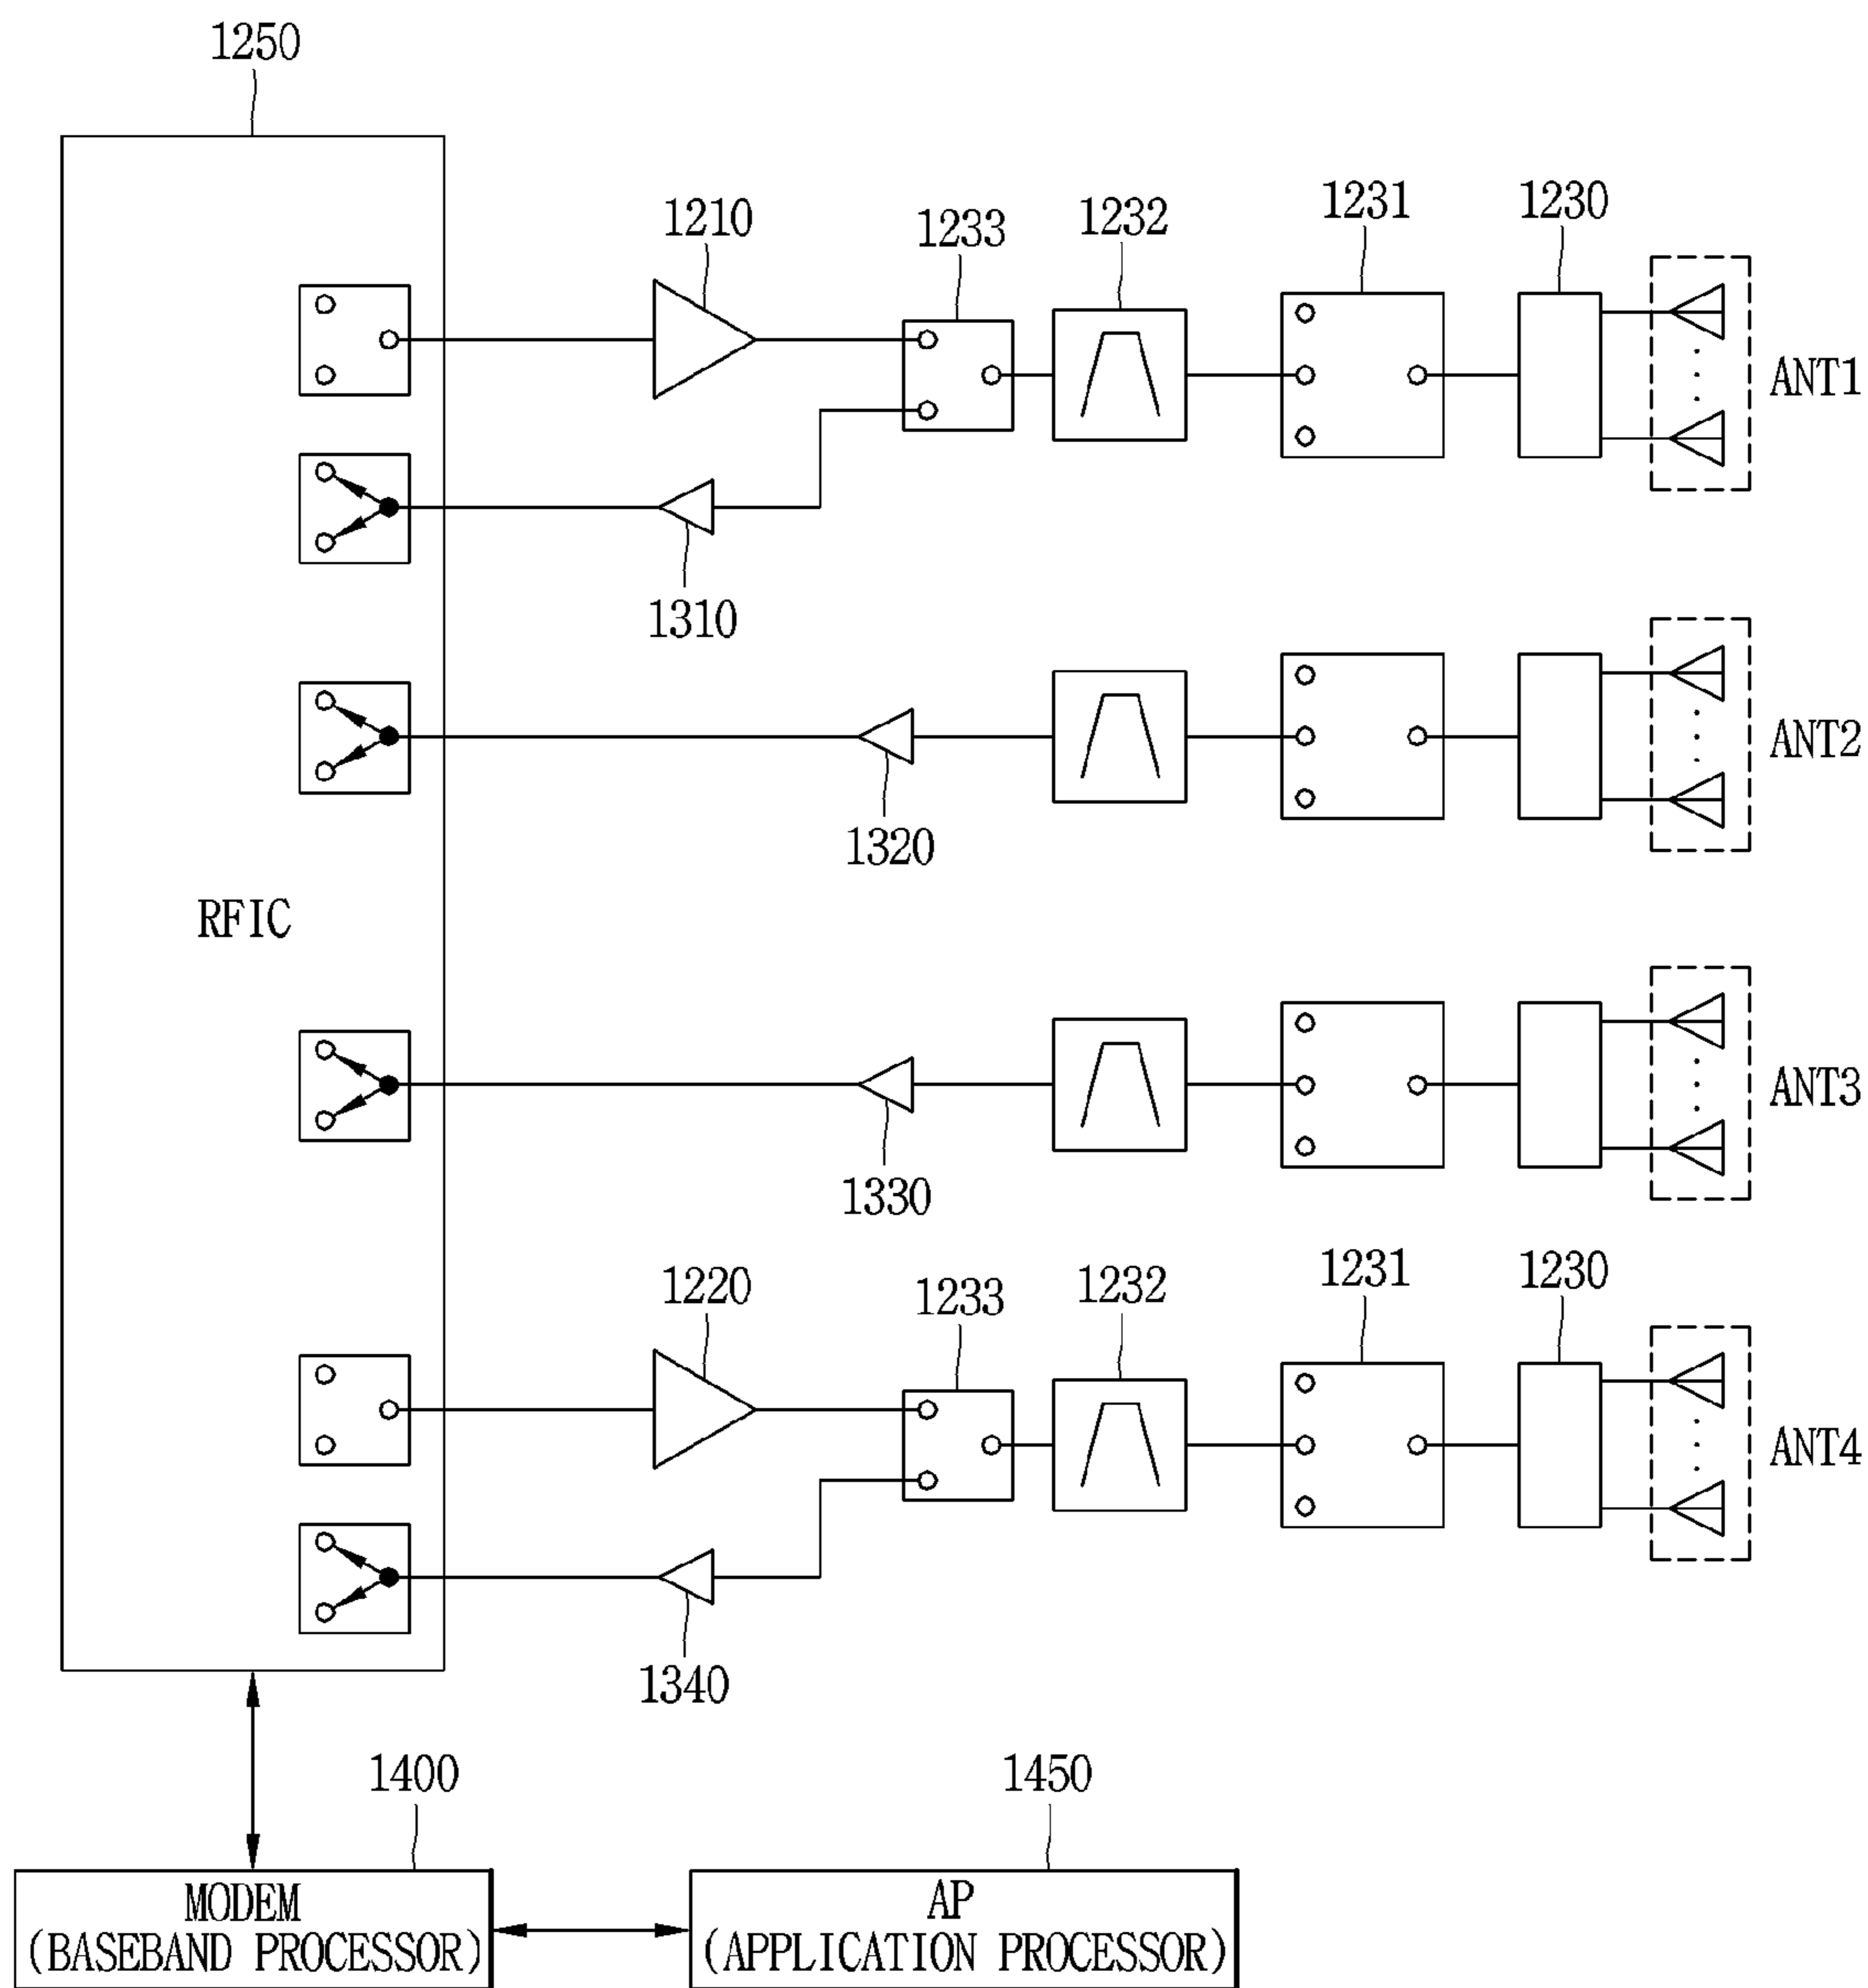 1250
1210
1233
1232
1231
1230
ANT1
1310
ANT2
1320
RFIC
ANT3
1330
1220
1233
1232
1231
1230
ANT4
1340
1400
1450
MODEM
(BASEBAND PROCESSOR)
AP
(APPLICATION PROCESSOR)